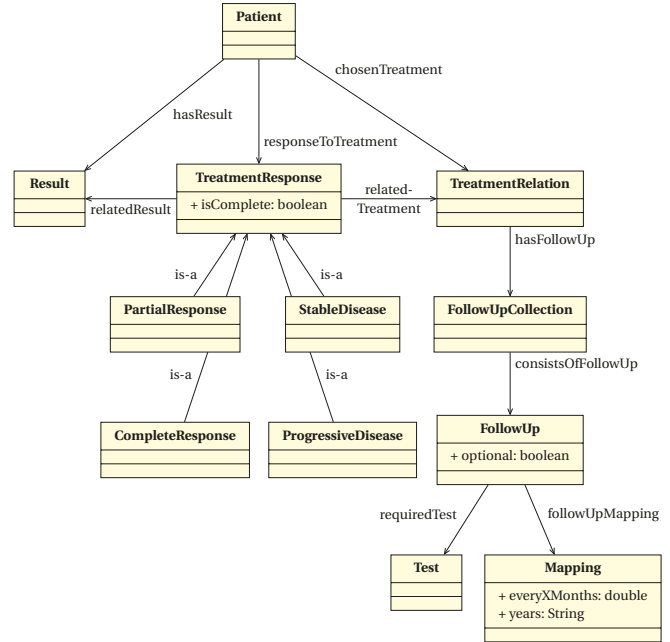 Patient
chosenTreatment
hasResult
responseToTreatment
Result
TreatmentResponse
+ isComplete: boolean
TreatmentRelation
relatedResult
related-
Treatment
hasFollowUp
is-a
is-a
PartialResponse
StableDisease
FollowUpCollection
consistsOfFollowUp
is-a
is-a
CompleteResponse
ProgressiveDisease
FollowUp
+ optional: boolean
requiredTest
followUpMapping
Test
Mapping
+ everyXMonths: double
+ years: String